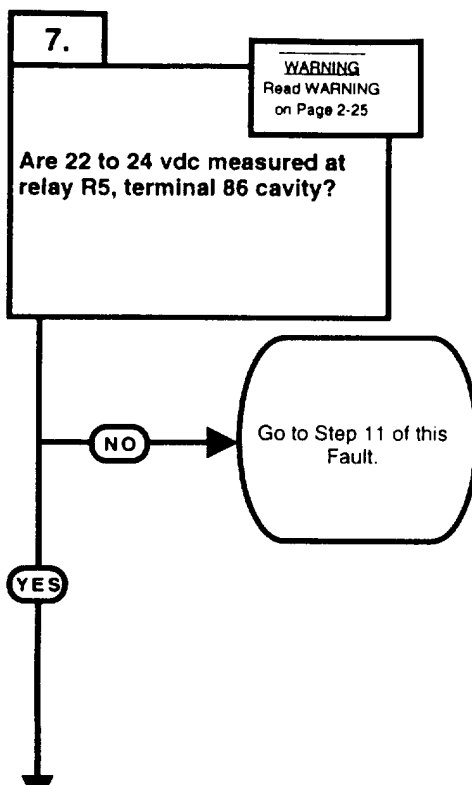 7.
WARNING
Read WARNING
on Page 2-25
Are 22 to 24 vdc measured at
relay R5, terminal 86 cavity?
NO
Go to Step 11 of this
Fault.
YES